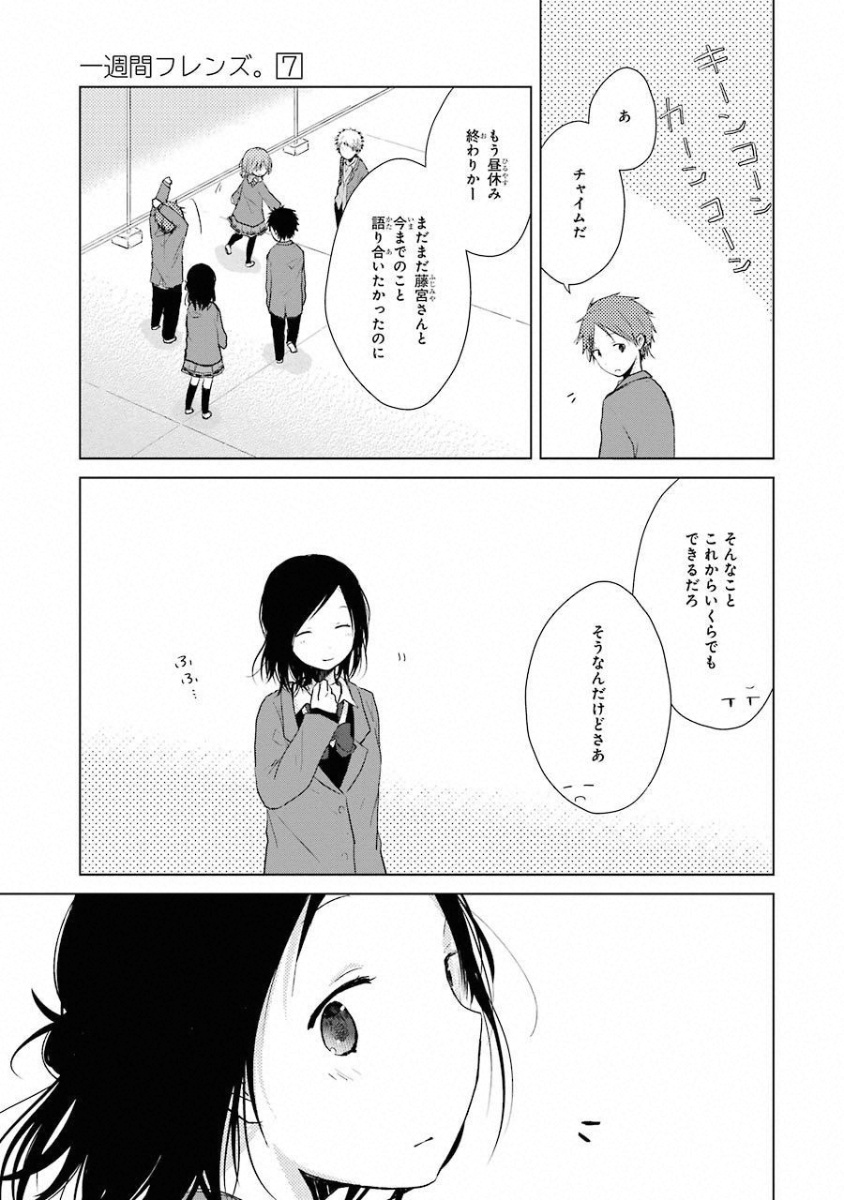 一週間フレンズ。7
キーンコーン
カーンコーン
あ
チャイムだ
もう昼休み
終わりかー
まだまだ藤宮さんと
今までのこと
語り合いたかったのに
そんなこと
これからいくらでも
できるだろ
そうなんだけどさあ
ふふ…